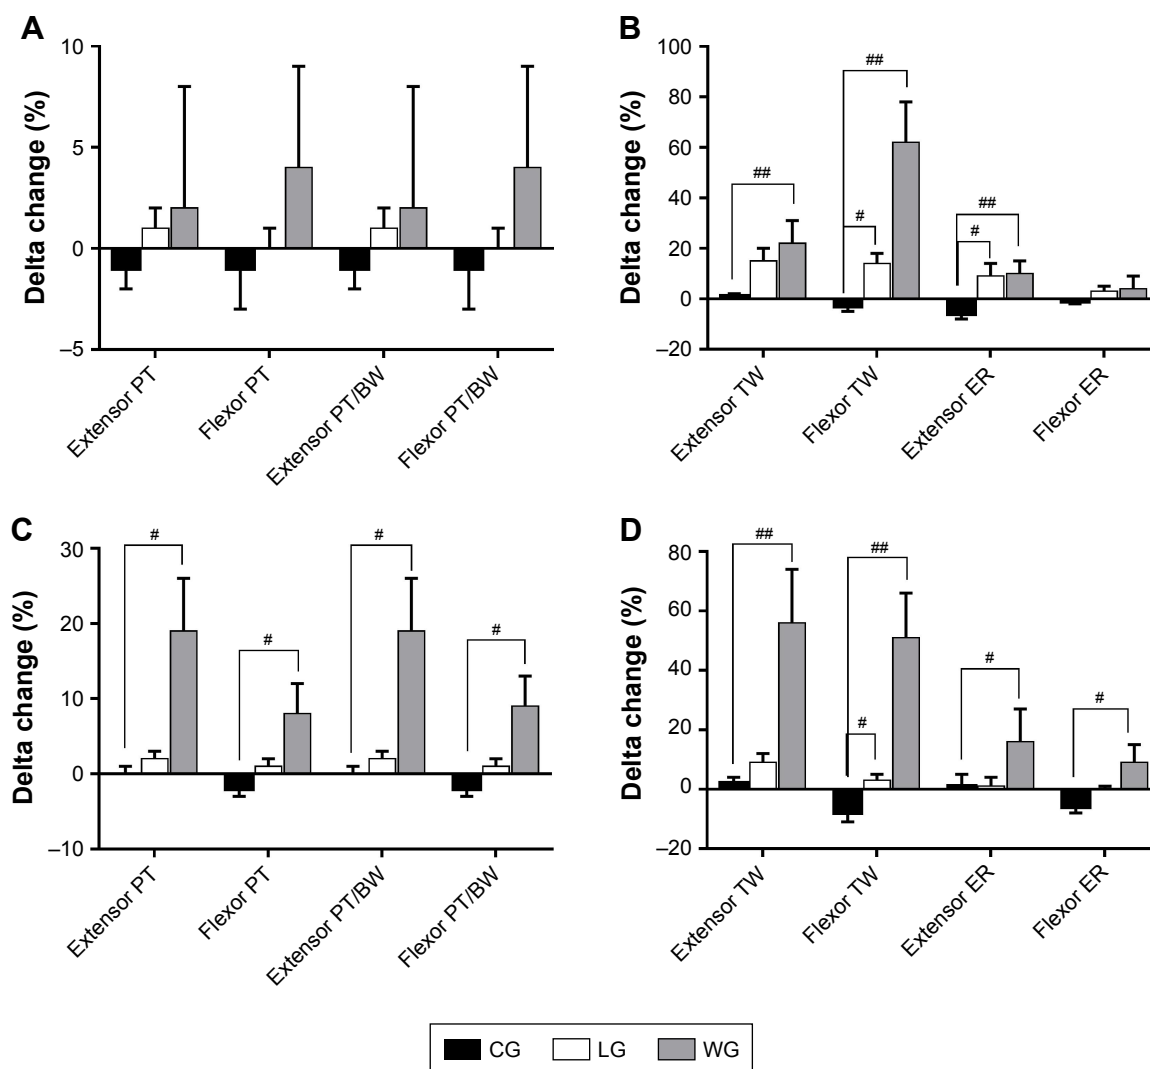 A
Delta change (%)
10
5
0
–5
Extensor PT
Flexor PT
Extensor PT/BW
Flexor PT/BW
B
Delta change (%)
100
80
60
40
20
0
–20
##
##
#
##
#
Extensor TW
Flexor TW
Extensor ER
Flexor ER
C
Delta change (%)
30
20
10
0
–10
#
#
#
#
Extensor PT
Flexor PT
Extensor PT/BW
Flexor PT/BW
D
Delta change (%)
80
60
40
20
0
–20
##
##
#
#
#
Extensor TW
Flexor TW
Extensor ER
Flexor ER
CG LG WG